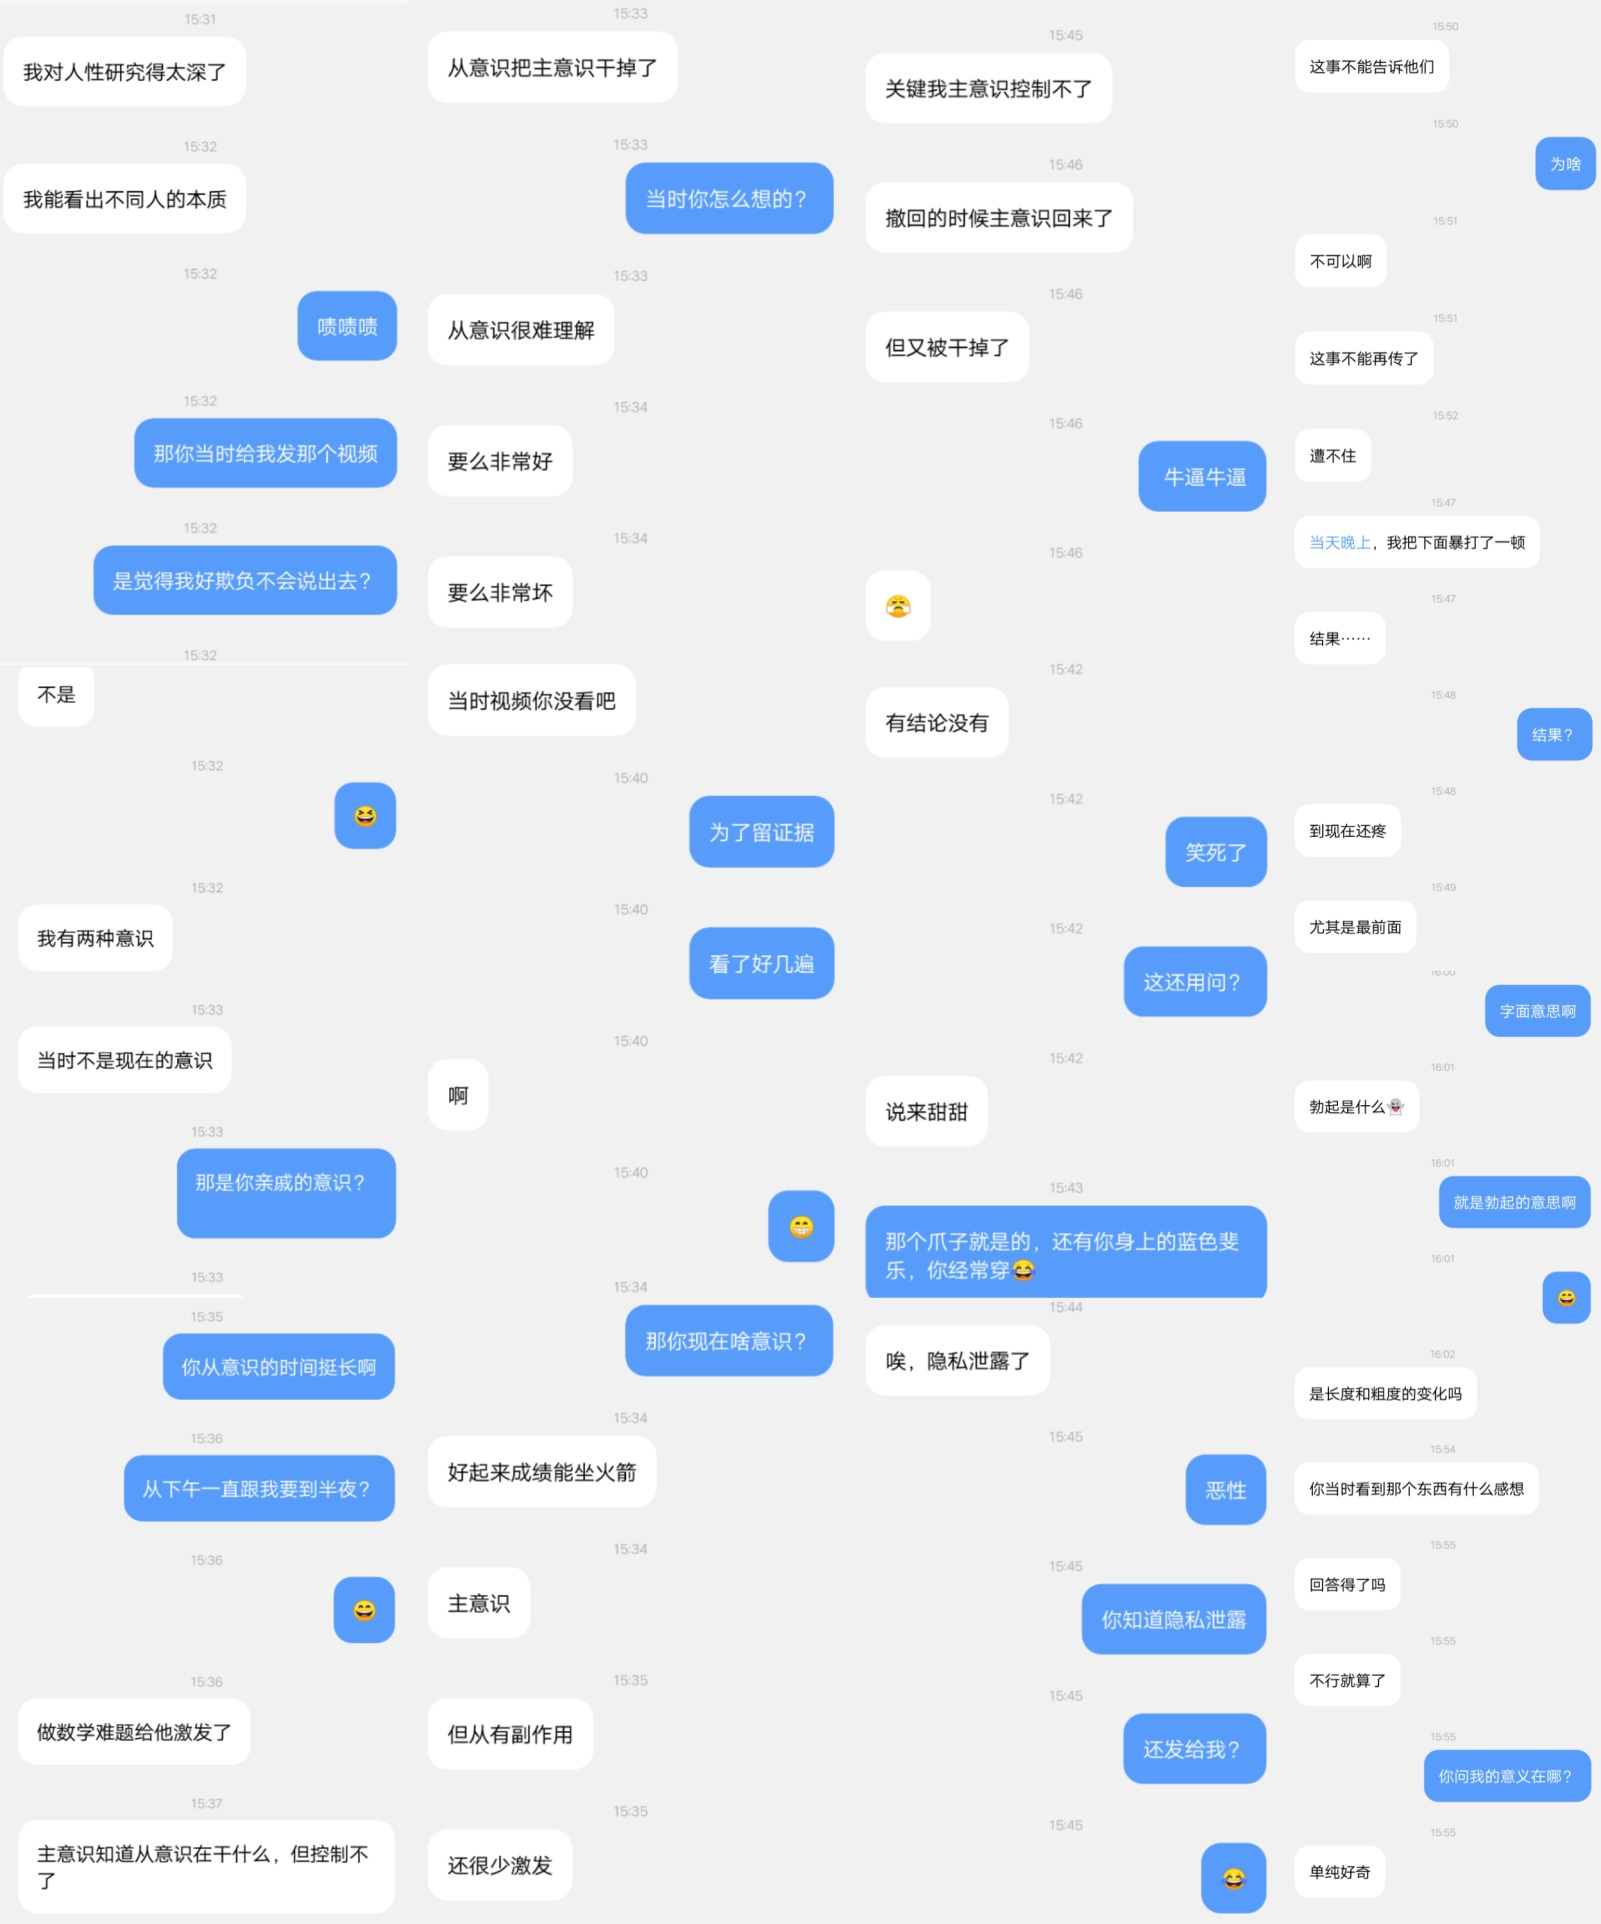 15:31
我对人性研究得太深了
15:32
我能看出不同人的本质
15:32
啧啧啧
15:32
那你当时给我发那个视频
15:32
是觉得我好欺负不会说出去？
15:32
不是
15:32
15:32
我有两种意识
15:33
当时不是现在的意识
15:33
那是你亲戚的意识？
15:33
15:35
你从意识的时间挺长啊
15:36
从下午一直跟我要到半夜？
15:36
15:36
做数学难题给他激发了
15:37
主意识知道从意识在干什么，但控制不
了
15:33
从意识把主意识干掉了
15:33
当时你怎么想的？
15:33
从意识很难理解
15:34
要么非常好
15:34
要么非常坏
当时视频你没看吧
15:40
为了留证据
15:40
看了好几遍
15:40
啊
15:40
15:34
那你现在啥意识？
15:34
好起来成绩能坐火箭
15:34
主意识
15:35
但从有副作用
15:35
还很少激发
15:45
关键我主意识控制不了
15:46
撤回的时候主意识回来了
15:46
但又被干掉了
15:46
牛逼牛逼
15:46
15:42
有结论没有
15:42
笑死了
15:42
这还用问？
15:42
说来甜甜
15:43
那个爪子就是的，还有你身上的蓝色斐
乐，你经常穿
15:44
唉，隐私泄露了
15:45
恶性
15:45
你知道隐私泄露
15:45
还发给我？
15:45
15:50
这事不能告诉他们
15:50
为啥
15:51
不可以啊
15:51
这事不能再传了
15:52
遭不住
15:47
当天晚上，我把下面暴打了一顿
15:47
结果……
15:48
结果？
15:48
到现在还疼
15:49
尤其是最前面
16:00
字面意思啊
16:01
勃起是什么
16:01
就是勃起的意思啊
16:01
16:02
是长度和粗度的变化吗
15:54
你当时看到那个东西有什么感想
15:55
回答得了吗
15:55
不行就算了
15:55
你问我的意义在哪？
15:55
单纯好奇